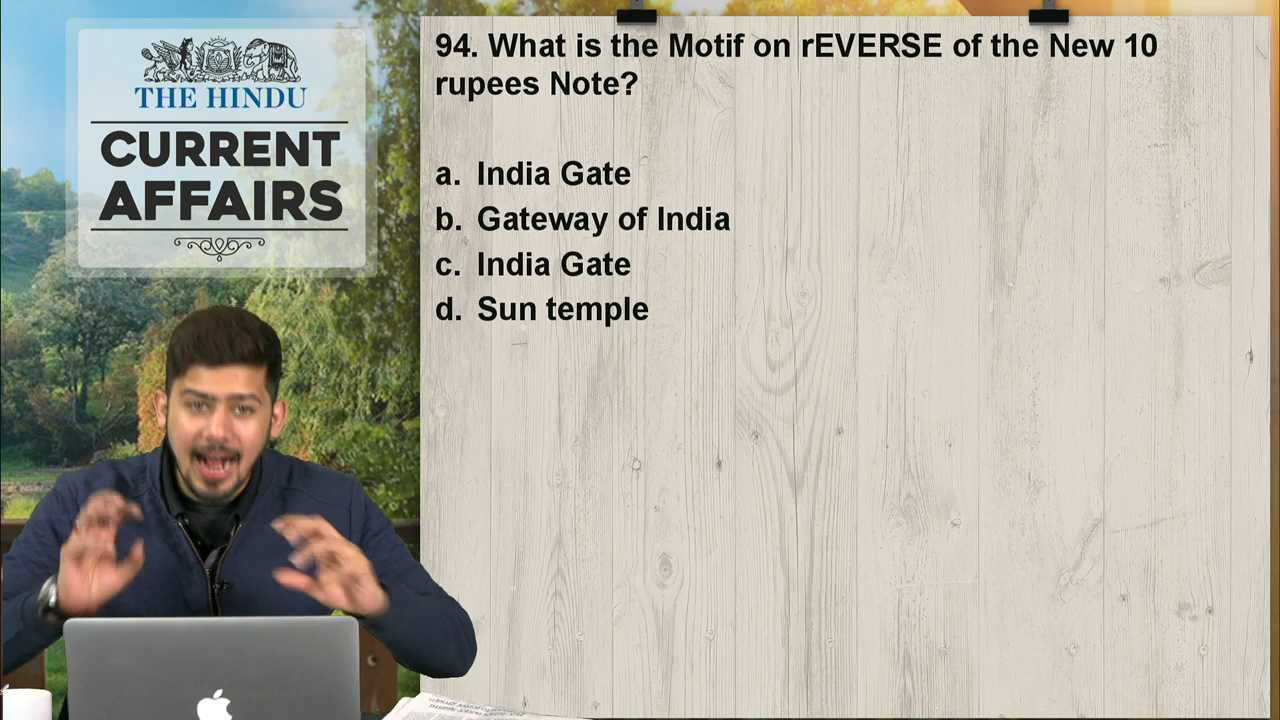 THE HINDU
CURRENT
AFFAIRS
94. What is the Motif on rEVERSE of the New 10
rupees Note?
a. India Gate
b. Gateway of India
c. India Gate
d. Sun temple